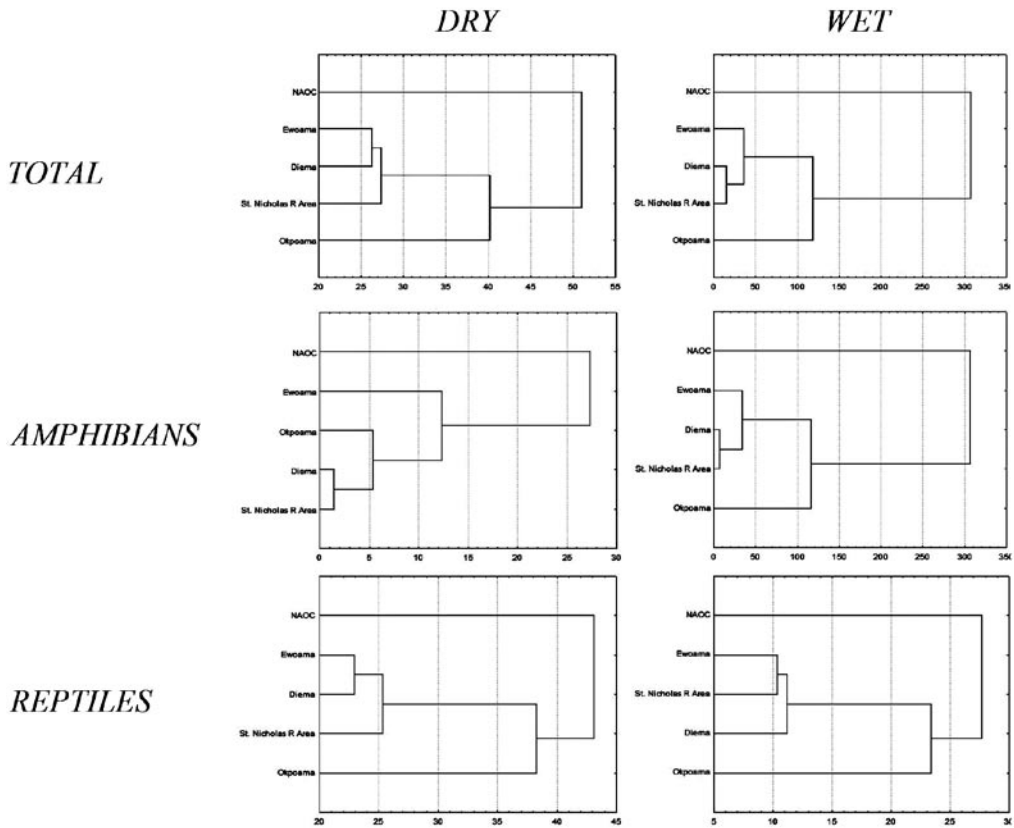 DRY WET
TOTAL
NAOC
Ewoama
Diema
St. Nicholas R Area
Okpoama
20 25 30 35 40 45 50 55
NAOC
Ewoama
Diema
St. Nicholas R Area
Okpoama
0 50 100 150 200 250 300 350
AMPHIBIANS
NAOC
Ewoama
Okpoama
Diema
St. Nicholas R Area
0 5 10 15 20 25 30
NAOC
Ewoama
Diema
St. Nicholas R Area
Okpoama
0 50 100 150 200 250 300 350
REPTILES
NAOC
Ewoama
Diema
St. Nicholas R Area
Okpoama
20 25 30 35 40 45
NAOC
Ewoama
St. Nicholas R Area
Diema
Okpoama
5 10 15 20 25 30